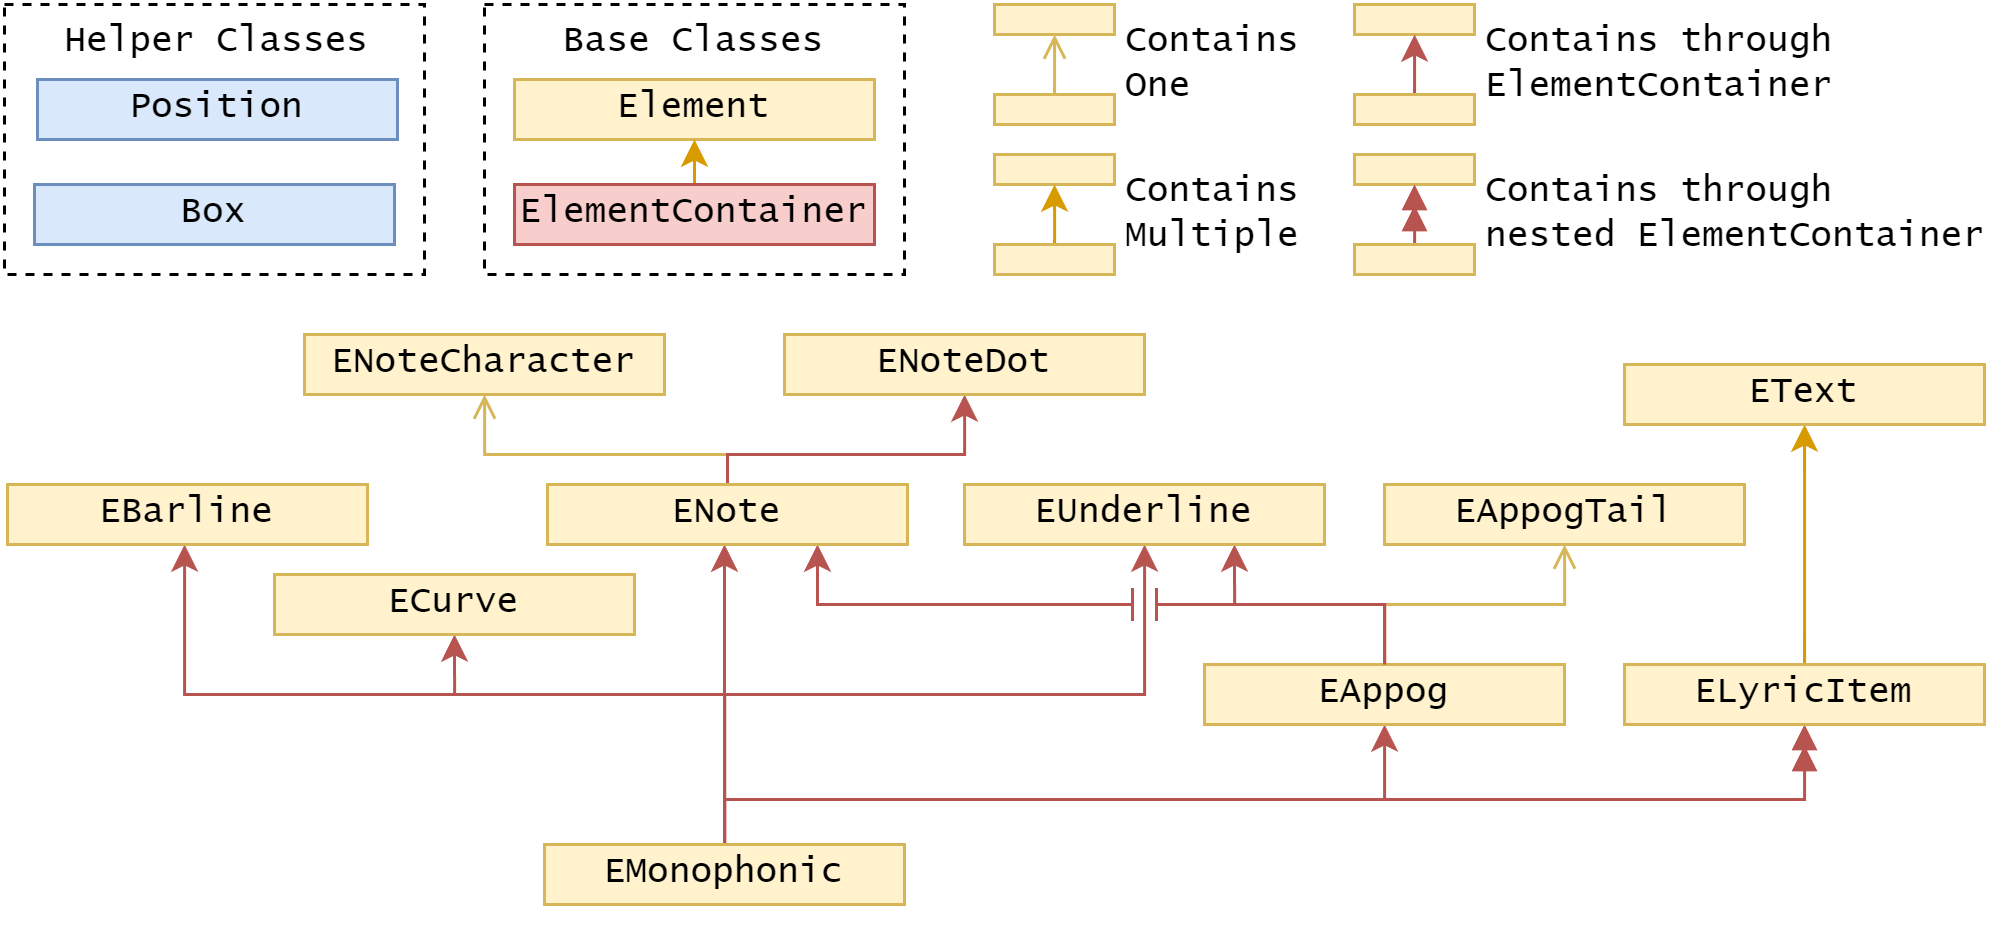 Helper Classes
Position
Box
Base Classes
Element
ElementContainer
Contains
One
Contains
Multiple
Contains through
ElementContainer
Contains through
nested ElementContainer
ENoteCharacter
ENoteDot
EText
EBarline
ENote
EUnderline
EAppogTail
ECurve
EAppog
ELyricItem
EMonophonic